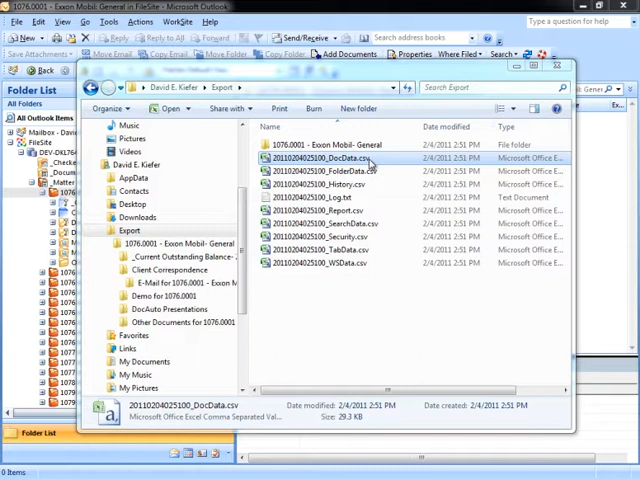 1076.0001 - Exxon Mobil: General in FileSite - Microsoft Outlook
File Edit View Go Tools Actions WorkSite Help
Type a question for help
New Reply Reply to All Forward Send/Receive Search address books
Save Attachments Move Email Copy Email Move Folder Add Documents Properties Where Filed Search
Back
Folder List
All Folders
All Outlook Items
Mailbox - David K
FileSite
DEV-DKL764
_Checke
_Docume
_Matter
1076
David E. Kiefer Export
Search Export
Organize Open Share with Print Burn New folder
Music
Pictures
Videos
David E. Kiefer
AppData
Contacts
Desktop
Downloads
Export
1076.0001 - Exxon Mobil- General
_Current Outstanding Balance-
Client Correspondence
E-Mail for 1076.0001 - Exxon M
Demo for 1076.0001
DocAuto Presentations
Other Documents for 1076.0001
Favorites
Links
My Documents
My Music
My Pictures
Name Date modified Type
1076.0001 - Exxon Mobil- General 2/4/2011 2:51 PM File folder
20110204025100_DocData.csv 2/4/2011 2:51 PM Microsoft Office E...
20110204025100_FolderData.csv 2/4/2011 2:51 PM Microsoft Office E...
20110204025100_History.csv 2/4/2011 2:51 PM Microsoft Office E...
20110204025100_Log.txt 2/4/2011 2:51 PM Text Document
20110204025100_Report.csv 2/4/2011 2:51 PM Microsoft Office E...
20110204025100_SearchData.csv 2/4/2011 2:51 PM Microsoft Office E...
20110204025100_Security.csv 2/4/2011 2:51 PM Microsoft Office E...
20110204025100_TabData.csv 2/4/2011 2:51 PM Microsoft Office E...
20110204025100_WSData.csv 2/4/2011 2:51 PM Microsoft Office E...
20110204025100_DocData.csv Date modified: 2/4/2011 2:51 PM Date created: 2/4/2011 2:51 PM
Microsoft Office Excel Comma Separated Val... Size: 29.3 KB
Folder List
0 Items